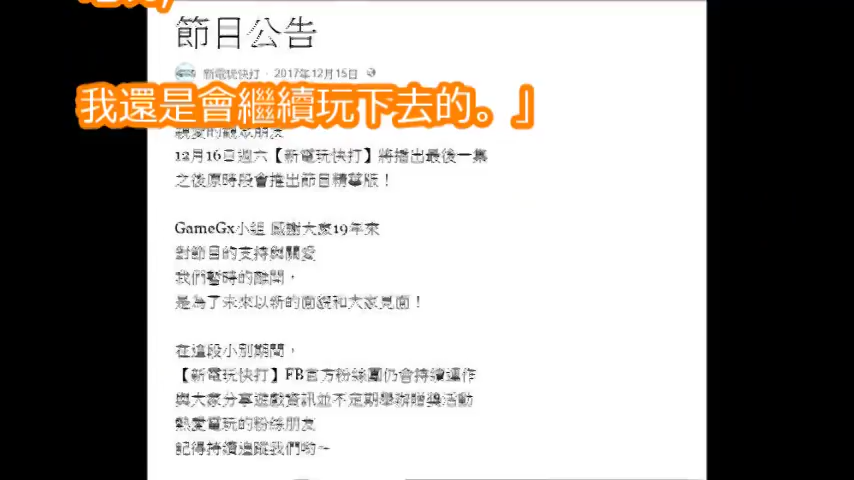 節目公告
新電玩快打 · 2017年12月15日
我還是會繼續玩下去的。』
親愛的觀眾朋友
12月16日週六【新電玩快打】將播出最後一集
之後原時段會推出節目精華版！
GameGx小組 感謝大家19年來
對節目的支持與關愛
我們暫時的離開，
是為了未來以新的面貌和大家見面！
在這段小別期間，
【新電玩快打】FB官方粉絲團仍會持續運作
與大家分享遊戲資訊並不定期舉辦贈獎活動
熱愛電玩的粉絲朋友
記得持續追蹤我們呦~